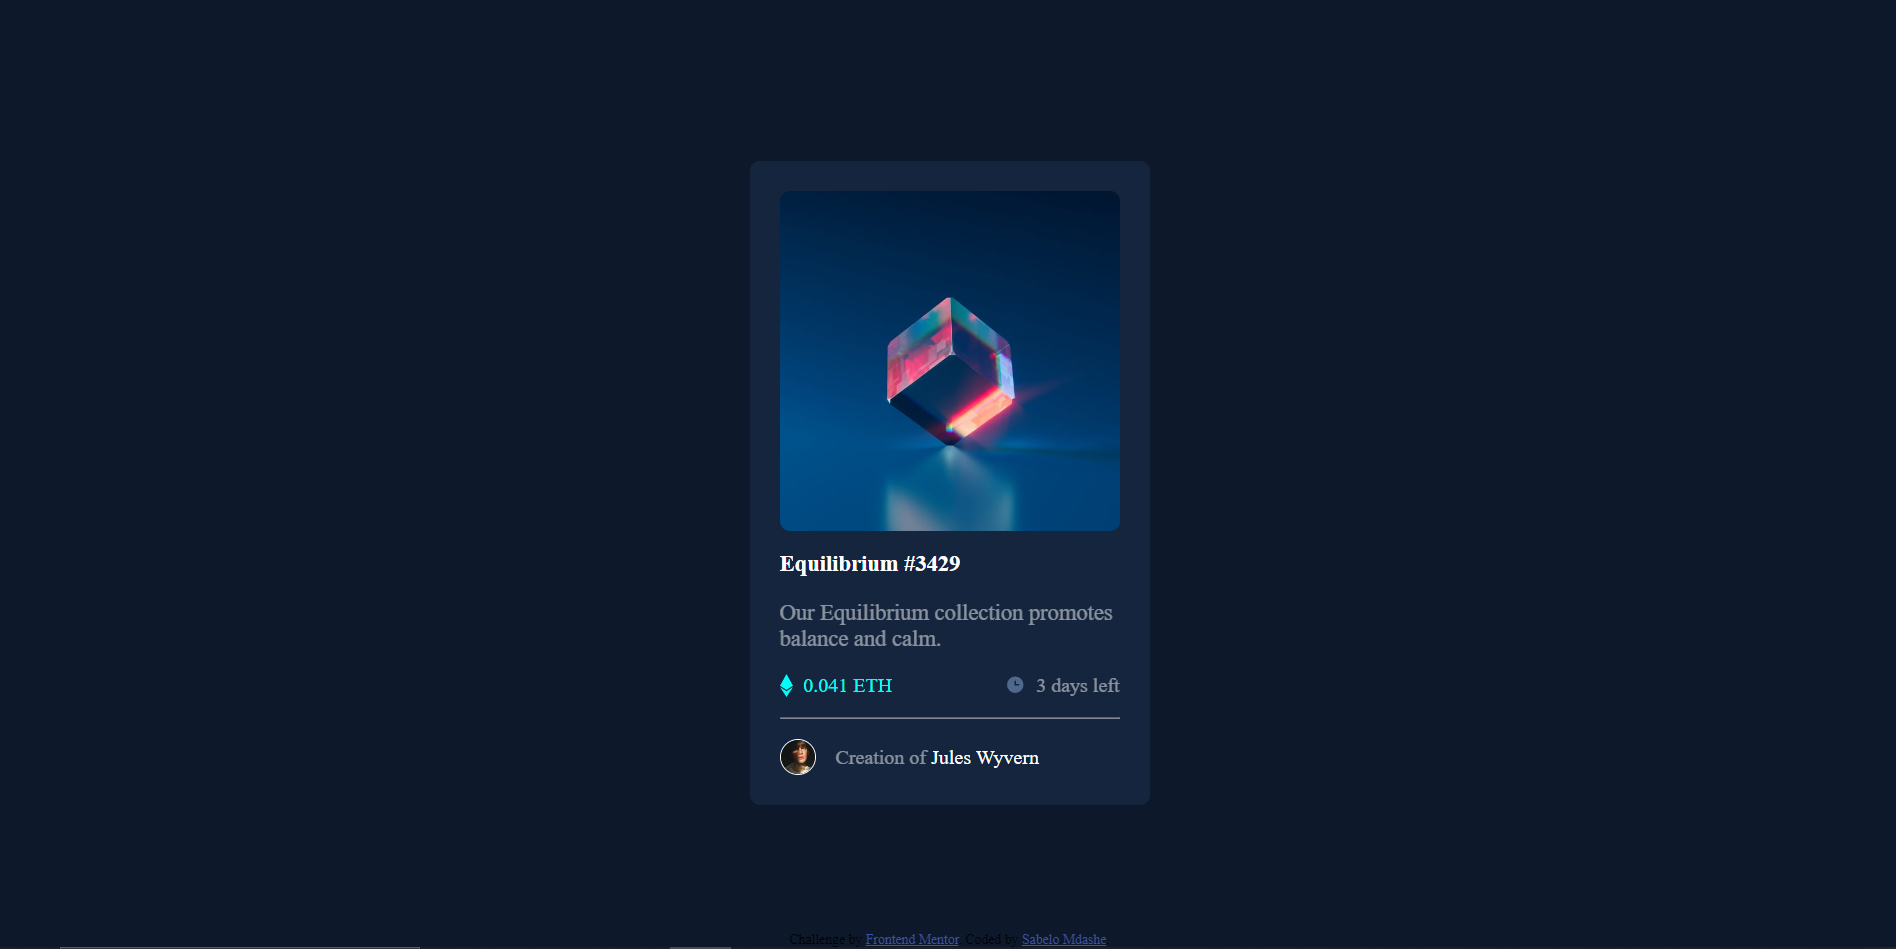 Equilibrium #3429
Our Equilibrium collection promotes
balance and calm.
0.041 ETH
3 days left
Creation of Jules Wyvern
Challenge by Frontend Mentor. Coded by Sabelo Mdashe.